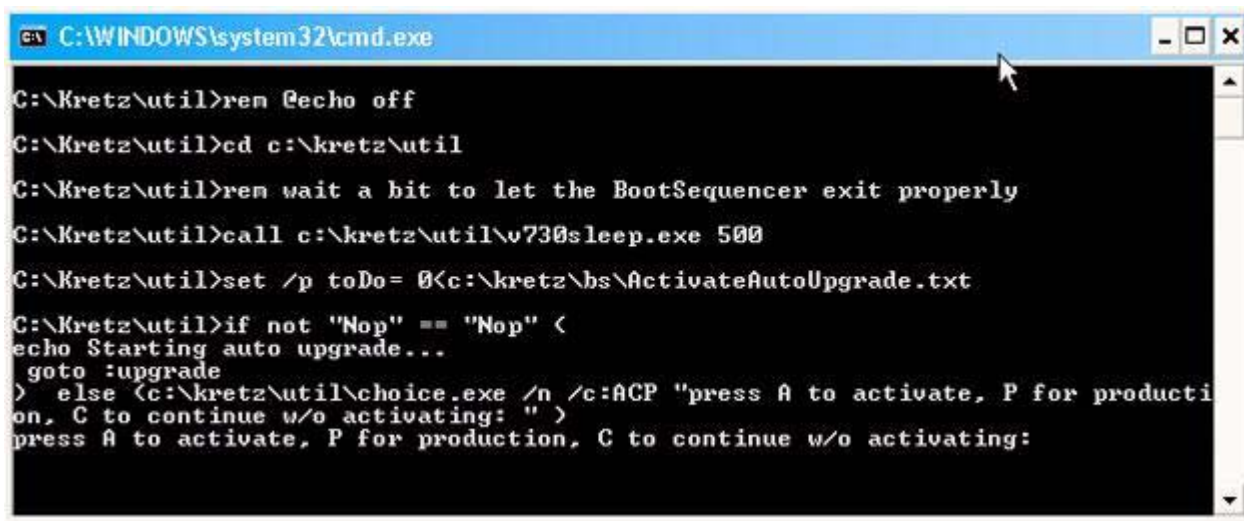 C:\WINDOWS\system32\cmd.exe
C:\Kretz\util>rem @echo off
C:\Kretz\util>cd c:\kretz\util
C:\Kretz\util>rem wait a bit to let the BootSequencer exit properly
C:\Kretz\util>call c:\kretz\util\v730sleep.exe 500
C:\Kretz\util>set /p toDo= 0<c:\kretz\bs\ActivateAutoUpgrade.txt
C:\Kretz\util>if not "Nop" == "Nop" (
echo Starting auto upgrade...
goto :upgrade
)  else (c:\kretz\util\choice.exe /n /c:ACP "press A to activate, P for producti
on, C to continue w/o activating: " )
press A to activate, P for production, C to continue w/o activating: